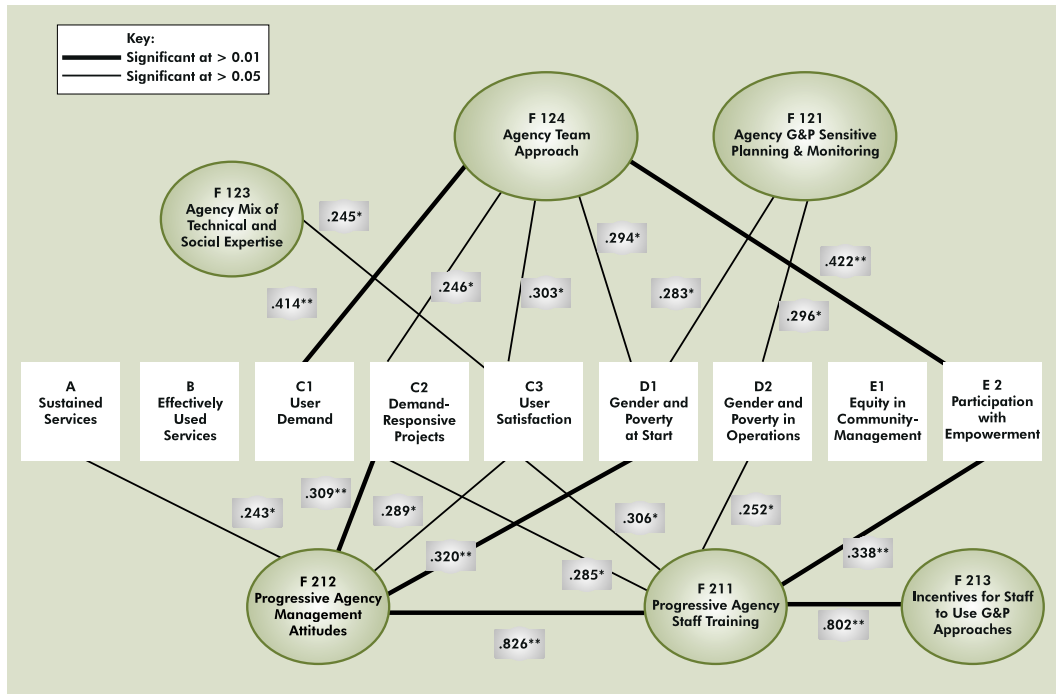 Key:
Significant at > 0.01
Significant at > 0.05
F 124
Agency Team
Approach
F 121
Agency G&P Sensitive
Planning & Monitoring
F 123
Agency Mix of
Technical and
Social Expertise
.245*
.294*
.422**
.246*
.303*
.283*
.414**
.296*
A
Sustained
Services
B
Effectively
Used
Services
C1
User
Demand
C2
Demand-
Responsive
Projects
C3
User
Satisfaction
D1
Gender and
Poverty
at Start
D2
Gender and
Poverty in
Operations
E1
Equity in
Community-
Management
E 2
Participation
with
Empowerment
.309**
.243*
.289*
.306*
.252*
.320**
.285*
.338**
F 212
Progressive Agency
Management
Attitudes
F 211
Progressive Agency
Staff Training
F 213
Incentives for Staff
to Use G&P
Approaches
.826**
.802**